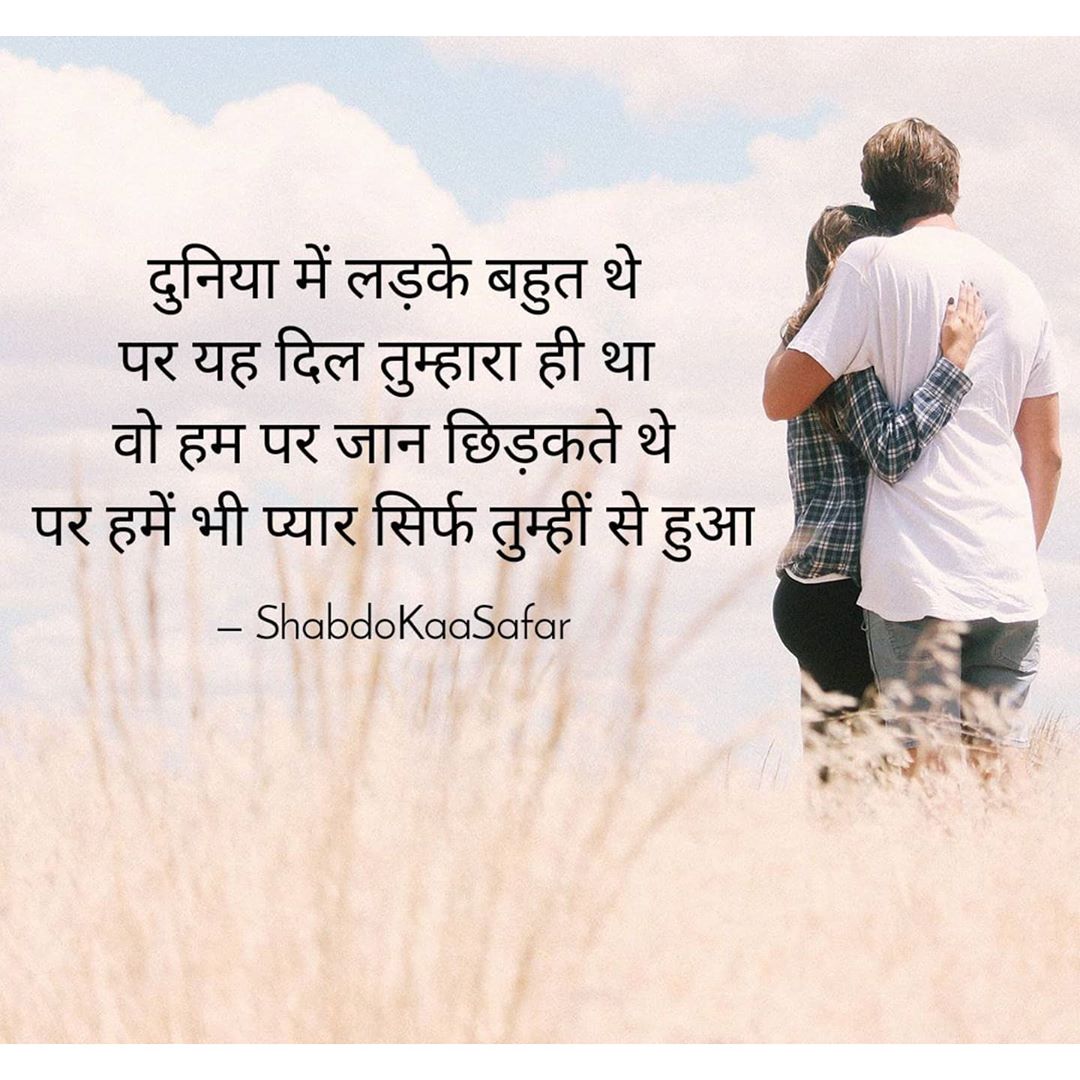 दुनिया में लड़के बहुत थे
पर यह दिल तुम्हारा ही था
वो हम पर जान छिड़कते थे
पर हमें भी प्यार सिर्फ तुम्हीं से हुआ
– ShabdoKaaSafar